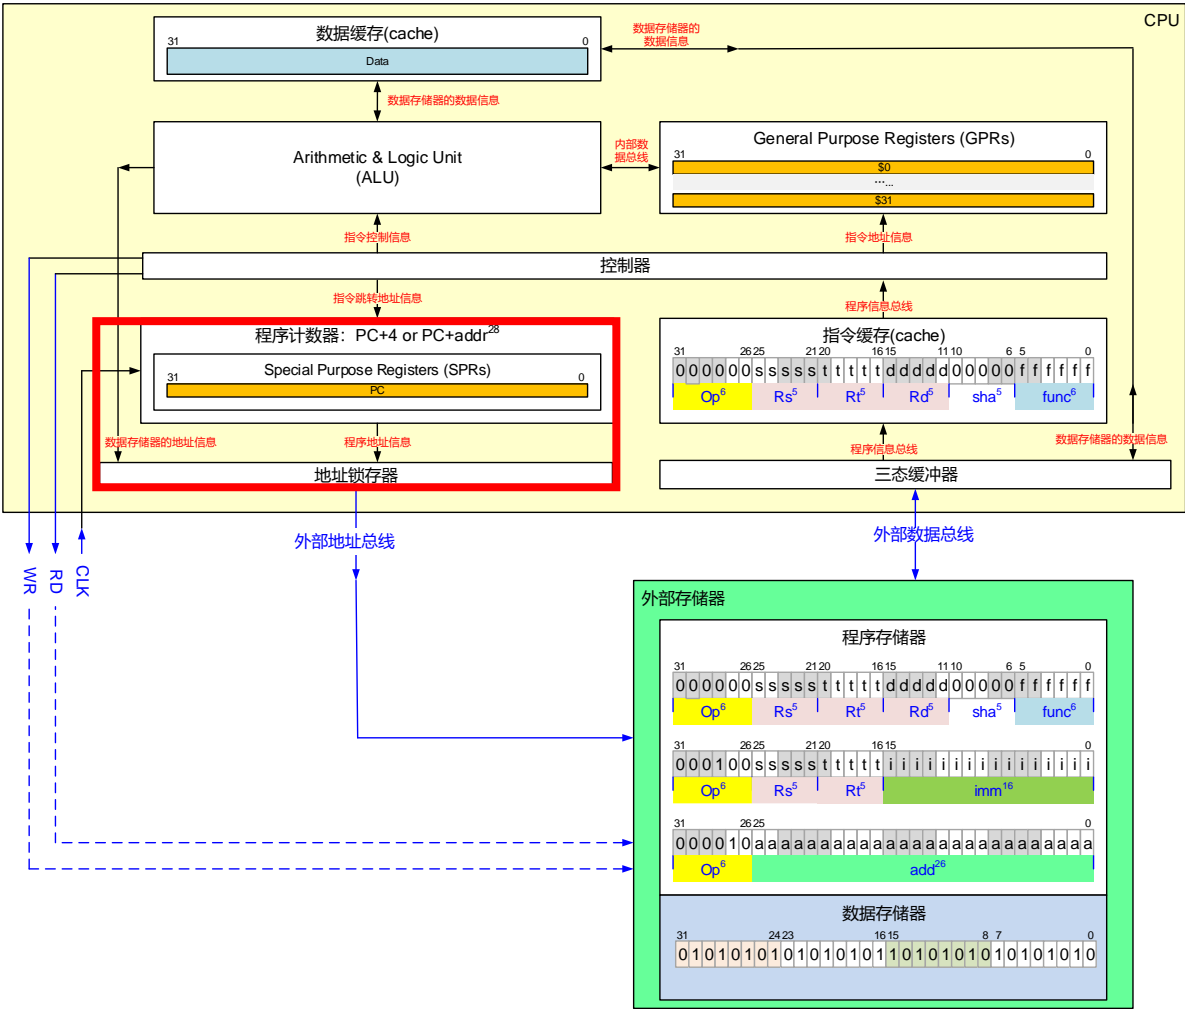 CPU
数据缓存(cache)
31 0
Data
数据存储器的
数据信息
数据存储器的数据信息
Arithmetic & Logic Unit
(ALU)
内部数
据总线
General Purpose Registers (GPRs)
31 0
$0
……
$31
指令控制信息
指令地址信息
控制器
指令跳转地址信息
程序信息总线
程序计数器：PC+4 or PC+addr28
Special Purpose Registers (SPRs)
31 0
PC
指令缓存(cache)
31 26 25 21 20 16 15 11 10 6 5 0
0 0 0 0 0 0 s s s s s t t t t t d d d d d 0 0 0 0 0 f f f f f f
Op6 Rs5 Rt5 Rd5 sha5 func6
数据存储器的地址信息
程序地址信息
程序信息总线
数据存储器的数据信息
地址锁存器
三态缓冲器
外部地址总线
外部数据总线
WR
RD
CLK
外部存储器
程序存储器
31 26 25 21 20 16 15 11 10 6 5 0
0 0 0 0 0 0 s s s s s t t t t t d d d d d 0 0 0 0 0 f f f f f f
Op6 Rs5 Rt5 Rd5 sha5 func6
31 26 25 21 20 16 15 0
0 0 0 1 0 0 s s s s s t t t t t i i i i i i i i i i i i i i i i
Op6 Rs5 Rt5 imm16
31 26 25 0
0 0 0 0 1 0 a a a a a a a a a a a a a a a a a a a a a a a a a a
Op6 add26
数据存储器
31 24 23 16 15 8 7 0
0 1 0 1 0 1 0 1 0 1 0 1 0 1 0 1 1 0 1 0 1 0 1 0 1 0 1 0 1 0 1 0